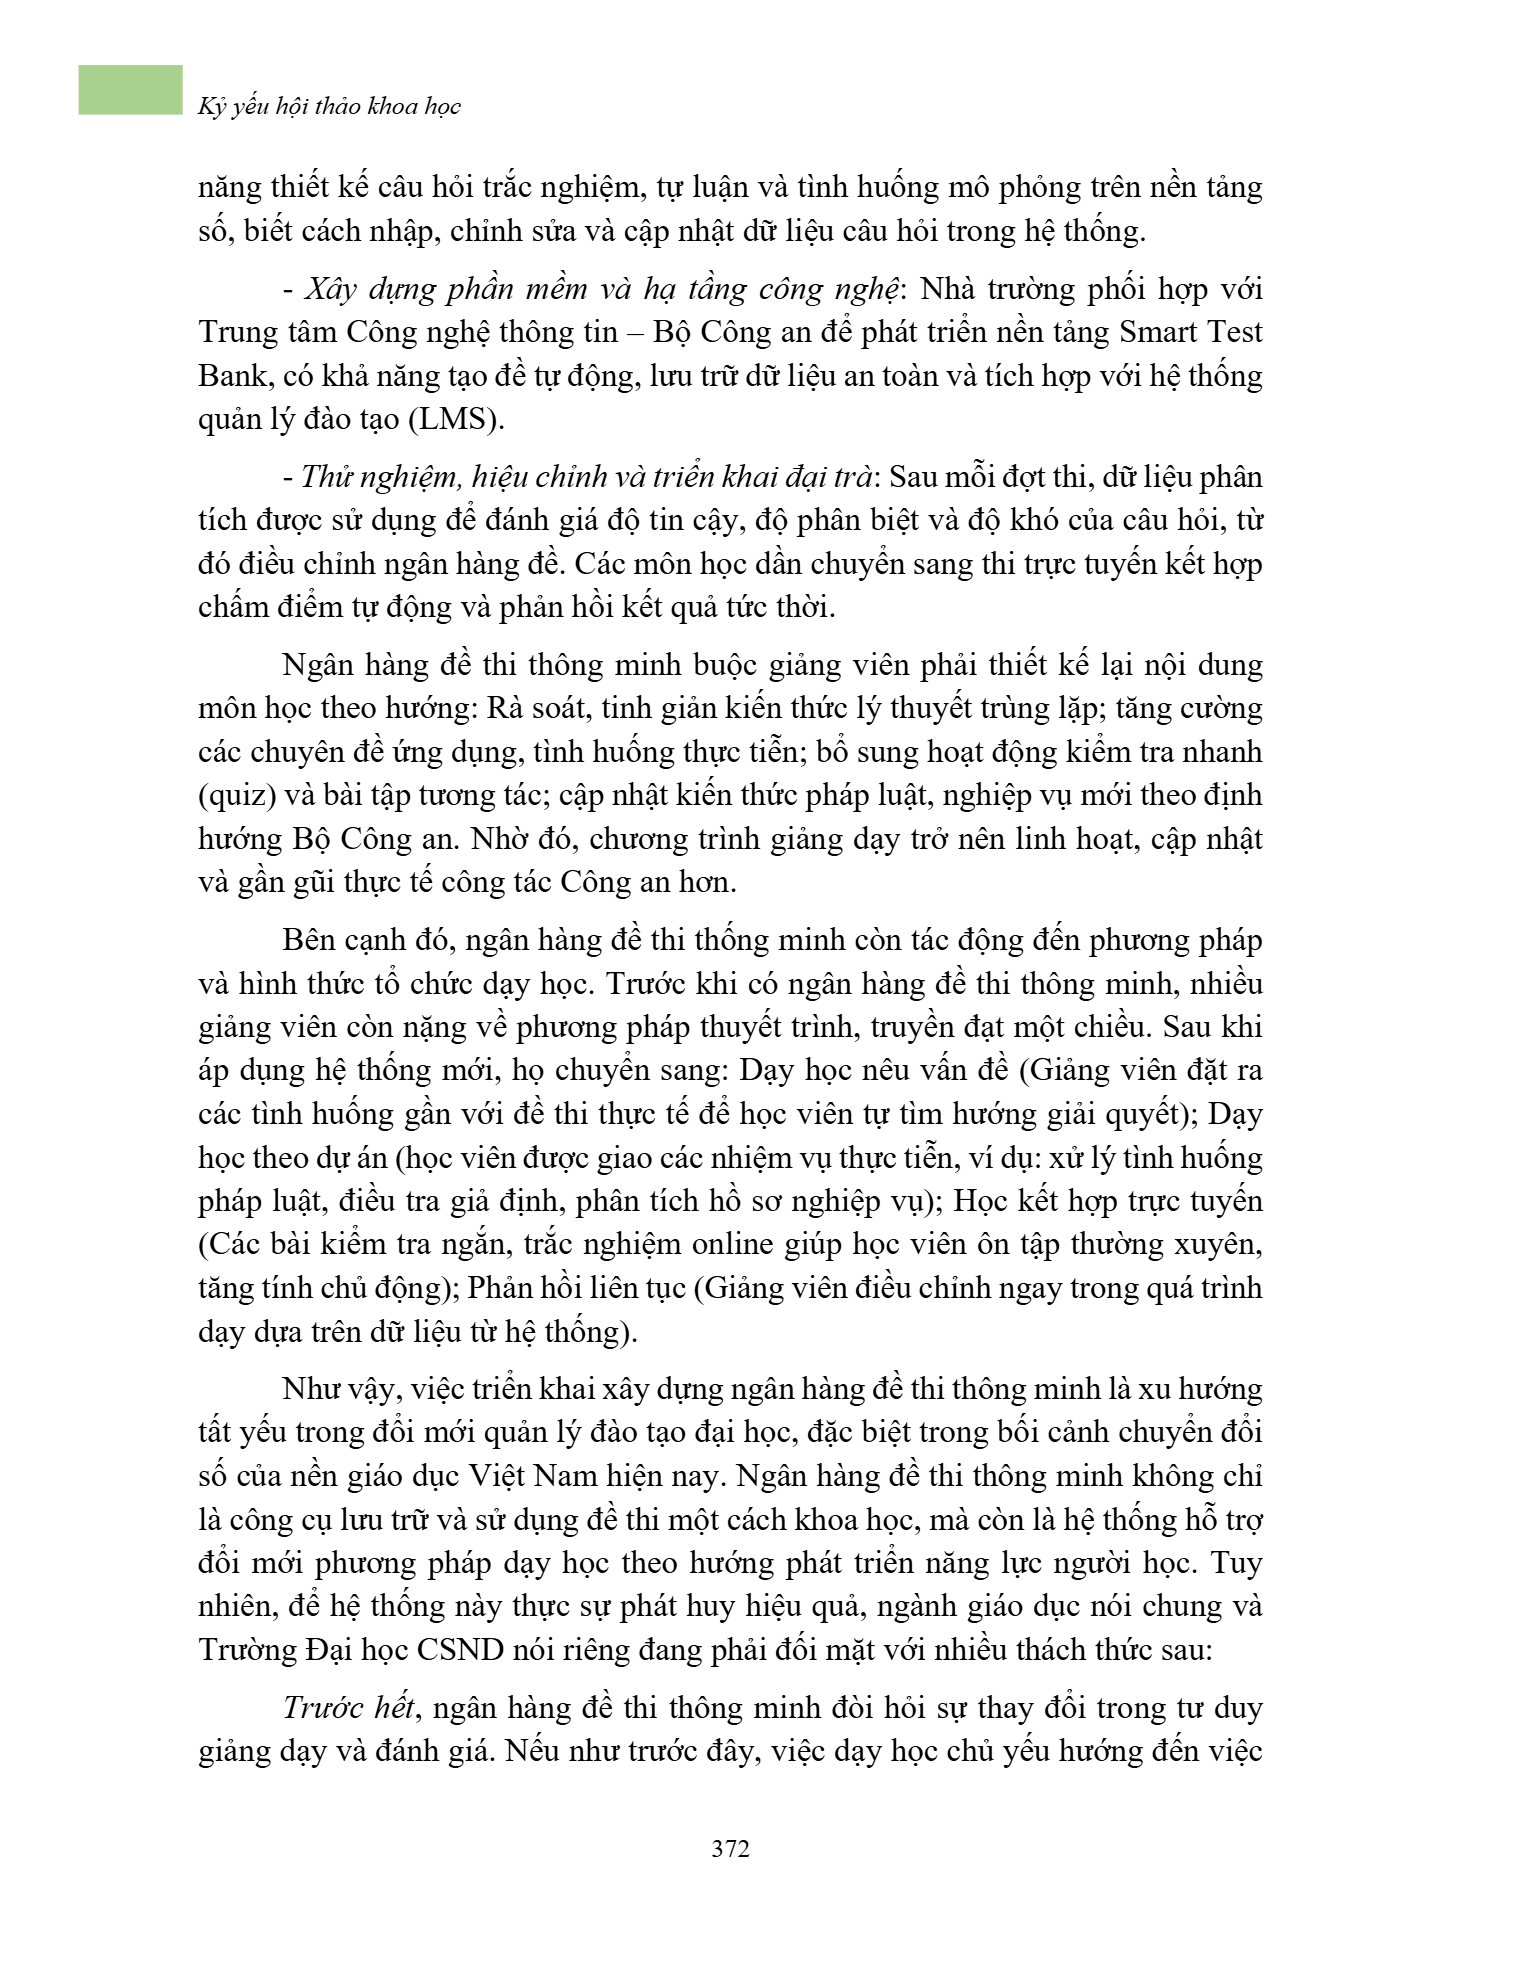 Kỷ yếu hội thảo khoa học
năng thiết kế câu hỏi trắc nghiệm, tự luận và tình huống mô phỏng trên nền tảng
số, biết cách nhập, chỉnh sửa và cập nhật dữ liệu câu hỏi trong hệ thống.
- Xây dựng phần mềm và hạ tầng công nghệ: Nhà trường phối hợp với
Trung tâm Công nghệ thông tin – Bộ Công an để phát triển nền tảng Smart Test
Bank, có khả năng tạo đề tự động, lưu trữ dữ liệu an toàn và tích hợp với hệ thống
quản lý đào tạo (LMS).
- Thử nghiệm, hiệu chỉnh và triển khai đại trà: Sau mỗi đợt thi, dữ liệu phân
tích được sử dụng để đánh giá độ tin cậy, độ phân biệt và độ khó của câu hỏi, từ
đó điều chỉnh ngân hàng đề. Các môn học dần chuyển sang thi trực tuyến kết hợp
chấm điểm tự động và phản hồi kết quả tức thời.
Ngân hàng đề thi thông minh buộc giảng viên phải thiết kế lại nội dung
môn học theo hướng: Rà soát, tinh giản kiến thức lý thuyết trùng lặp; tăng cường
các chuyên đề ứng dụng, tình huống thực tiễn; bổ sung hoạt động kiểm tra nhanh
(quiz) và bài tập tương tác; cập nhật kiến thức pháp luật, nghiệp vụ mới theo định
hướng Bộ Công an. Nhờ đó, chương trình giảng dạy trở nên linh hoạt, cập nhật
và gần gũi thực tế công tác Công an hơn.
Bên cạnh đó, ngân hàng đề thi thống minh còn tác động đến phương pháp
và hình thức tổ chức dạy học. Trước khi có ngân hàng đề thi thông minh, nhiều
giảng viên còn nặng về phương pháp thuyết trình, truyền đạt một chiều. Sau khi
áp dụng hệ thống mới, họ chuyển sang: Dạy học nêu vấn đề (Giảng viên đặt ra
các tình huống gần với đề thi thực tế để học viên tự tìm hướng giải quyết); Dạy
học theo dự án (học viên được giao các nhiệm vụ thực tiễn, ví dụ: xử lý tình huống
pháp luật, điều tra giả định, phân tích hồ sơ nghiệp vụ); Học kết hợp trực tuyến
(Các bài kiểm tra ngắn, trắc nghiệm online giúp học viên ôn tập thường xuyên,
tăng tính chủ động); Phản hồi liên tục (Giảng viên điều chỉnh ngay trong quá trình
dạy dựa trên dữ liệu từ hệ thống).
Như vậy, việc triển khai xây dựng ngân hàng đề thi thông minh là xu hướng
tất yếu trong đổi mới quản lý đào tạo đại học, đặc biệt trong bối cảnh chuyển đổi
số của nền giáo dục Việt Nam hiện nay. Ngân hàng đề thi thông minh không chỉ
là công cụ lưu trữ và sử dụng đề thi một cách khoa học, mà còn là hệ thống hỗ trợ
đổi mới phương pháp dạy học theo hướng phát triển năng lực người học. Tuy
nhiên, để hệ thống này thực sự phát huy hiệu quả, ngành giáo dục nói chung và
Trường Đại học CSND nói riêng đang phải đối mặt với nhiều thách thức sau:
Trước hết, ngân hàng đề thi thông minh đòi hỏi sự thay đổi trong tư duy
giảng dạy và đánh giá. Nếu như trước đây, việc dạy học chủ yếu hướng đến việc
372